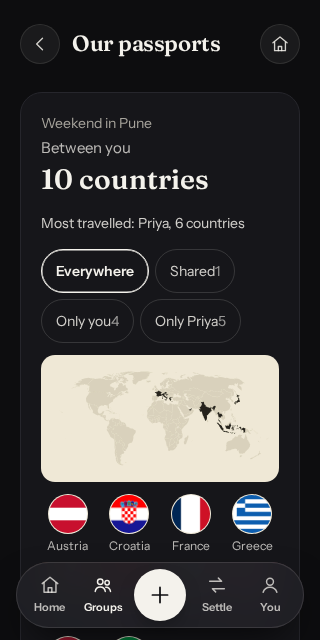 Our passports
Weekend in Pune
Between you
10 countries
Most travelled: Priya, 6 countries
Everywhere
Shared1
Only you4
Only Priya5
Austria
Croatia
France
Greece
Home
Groups
Settle
You